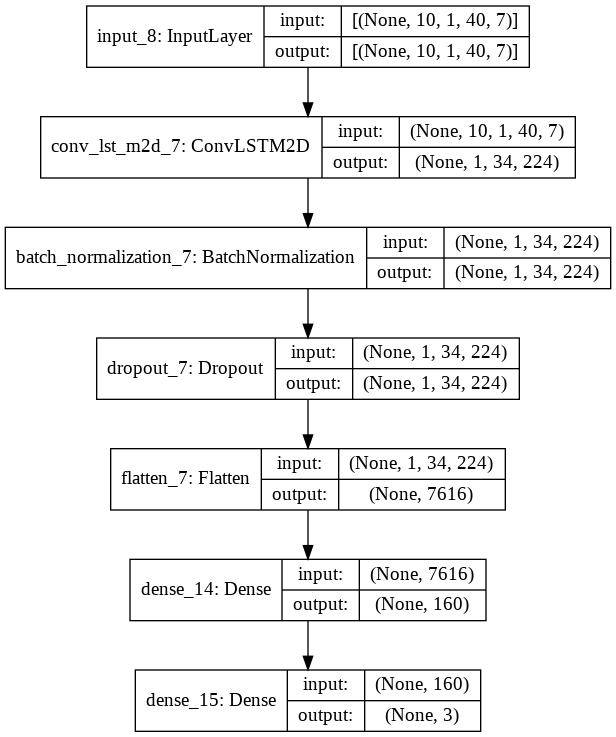 input_8: InputLayer
input: [(None, 10, 1, 40, 7)]
output: [(None, 10, 1, 40, 7)]
conv_lst_m2d_7: ConvLSTM2D
input: (None, 10, 1, 40, 7)
output: (None, 1, 34, 224)
batch_normalization_7: BatchNormalization
input: (None, 1, 34, 224)
output: (None, 1, 34, 224)
dropout_7: Dropout
input: (None, 1, 34, 224)
output: (None, 1, 34, 224)
flatten_7: Flatten
input: (None, 1, 34, 224)
output: (None, 7616)
dense_14: Dense
input: (None, 7616)
output: (None, 160)
dense_15: Dense
input: (None, 160)
output: (None, 3)